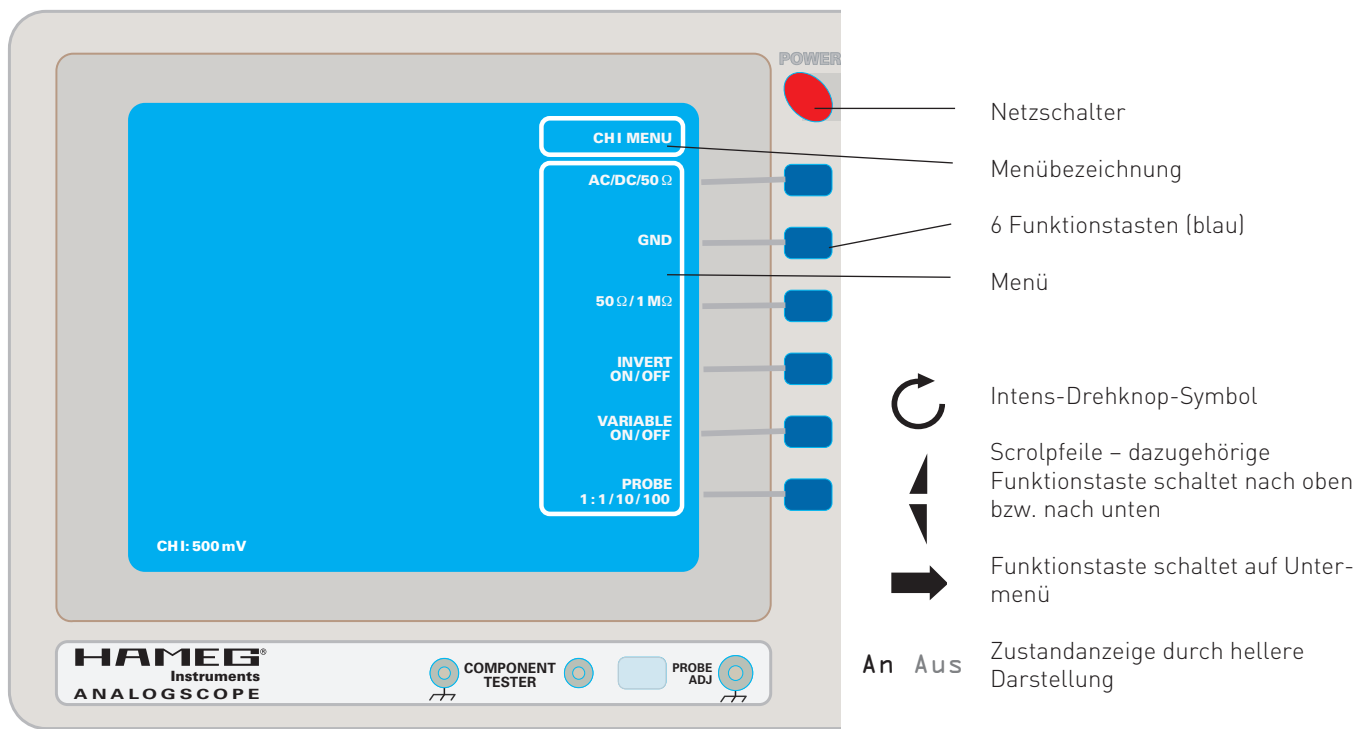 POWER
CH I MENU
AC/DC/50 Ω
GND
50 Ω / 1 MΩ
INVERT
ON / OFF
VARIABLE
ON / OFF
PROBE
1 : 1 / 10 / 100
CH I: 500 mV
HAMEG®
Instruments
ANALOGSCOPE
COMPONENT
TESTER
PROBE
ADJ
Netzschalter
Menübezeichnung
6 Funktionstasten (blau)
Menü
Intens-Drehknop-Symbol
Scrolpfeile – dazugehörige
Funktionstaste schaltet nach oben
bzw. nach unten
Funktionstaste schaltet auf Unter-
menü
An Aus
Zustandanzeige durch hellere
Darstellung